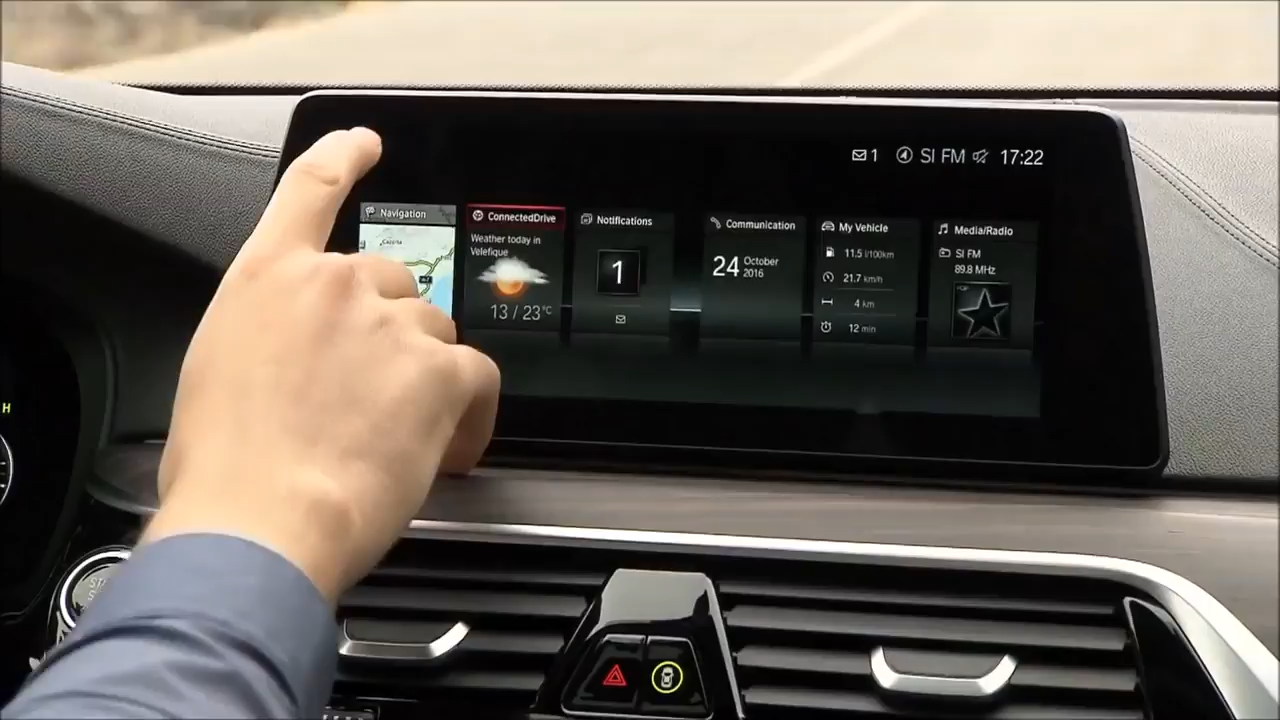 1 SI FM 17:22
Navigation
ConnectedDrive
Weather today in
Velefique
13 / 23°C
Notifications
1
Communication
24 October
2016
My Vehicle
11.5 l/100km
21.7 km/h
4 km
12 min
Media/Radio
SI FM
89.8 MHz
H